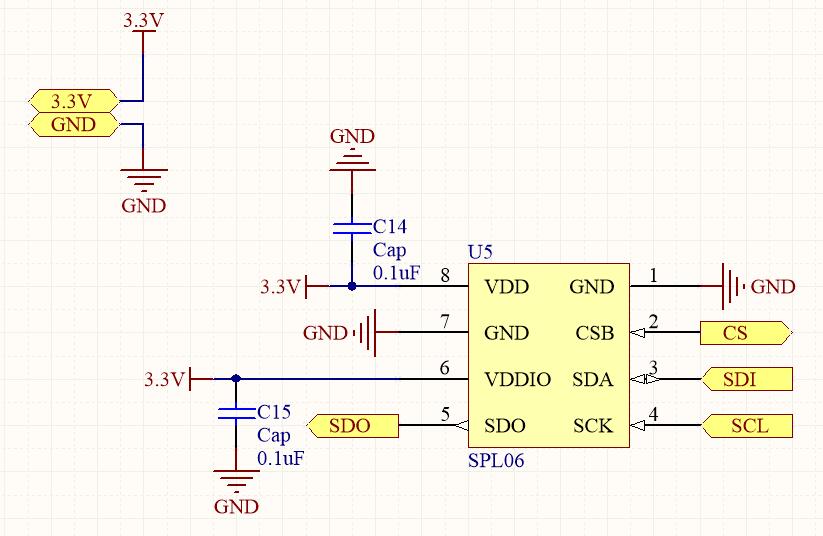 3.3V
3.3V
GND
GND
GND
C14
Cap
0.1uF
U5
3.3V
8
VDD
GND
1
GND
GND
7
GND
CSB
2
CS
3.3V
6
VDDIO
SDA
3
SDI
C15
Cap
0.1uF
SDO
5
SDO
SCK
4
SCL
SPL06
GND